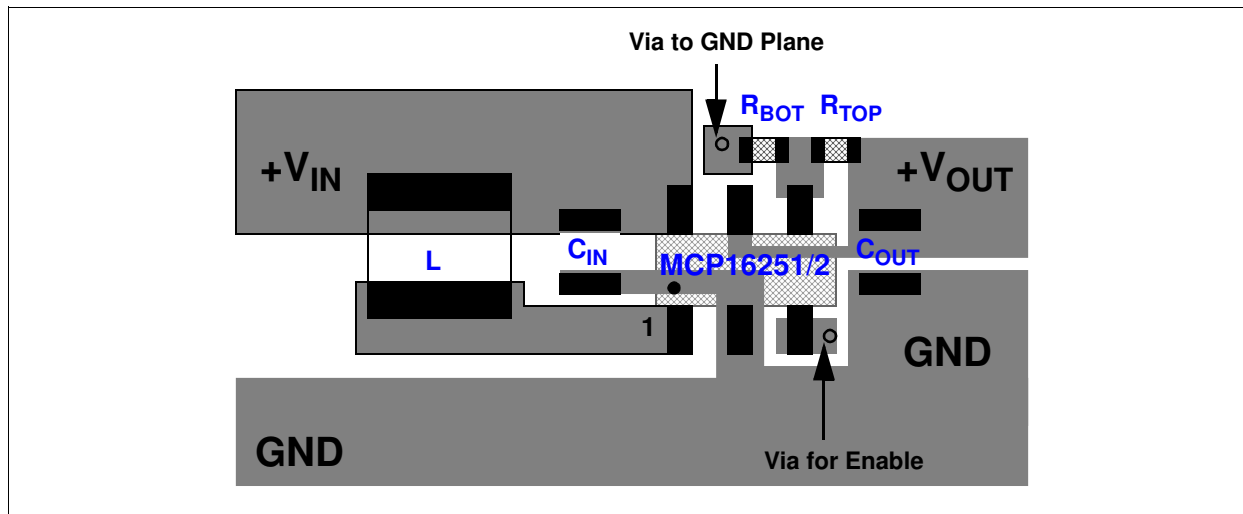 Via to GND Plane
RBOT RTOP
+VIN
+VOUT
CIN
COUT
L
MCP16251/2
1
GND
GND
Via for Enable